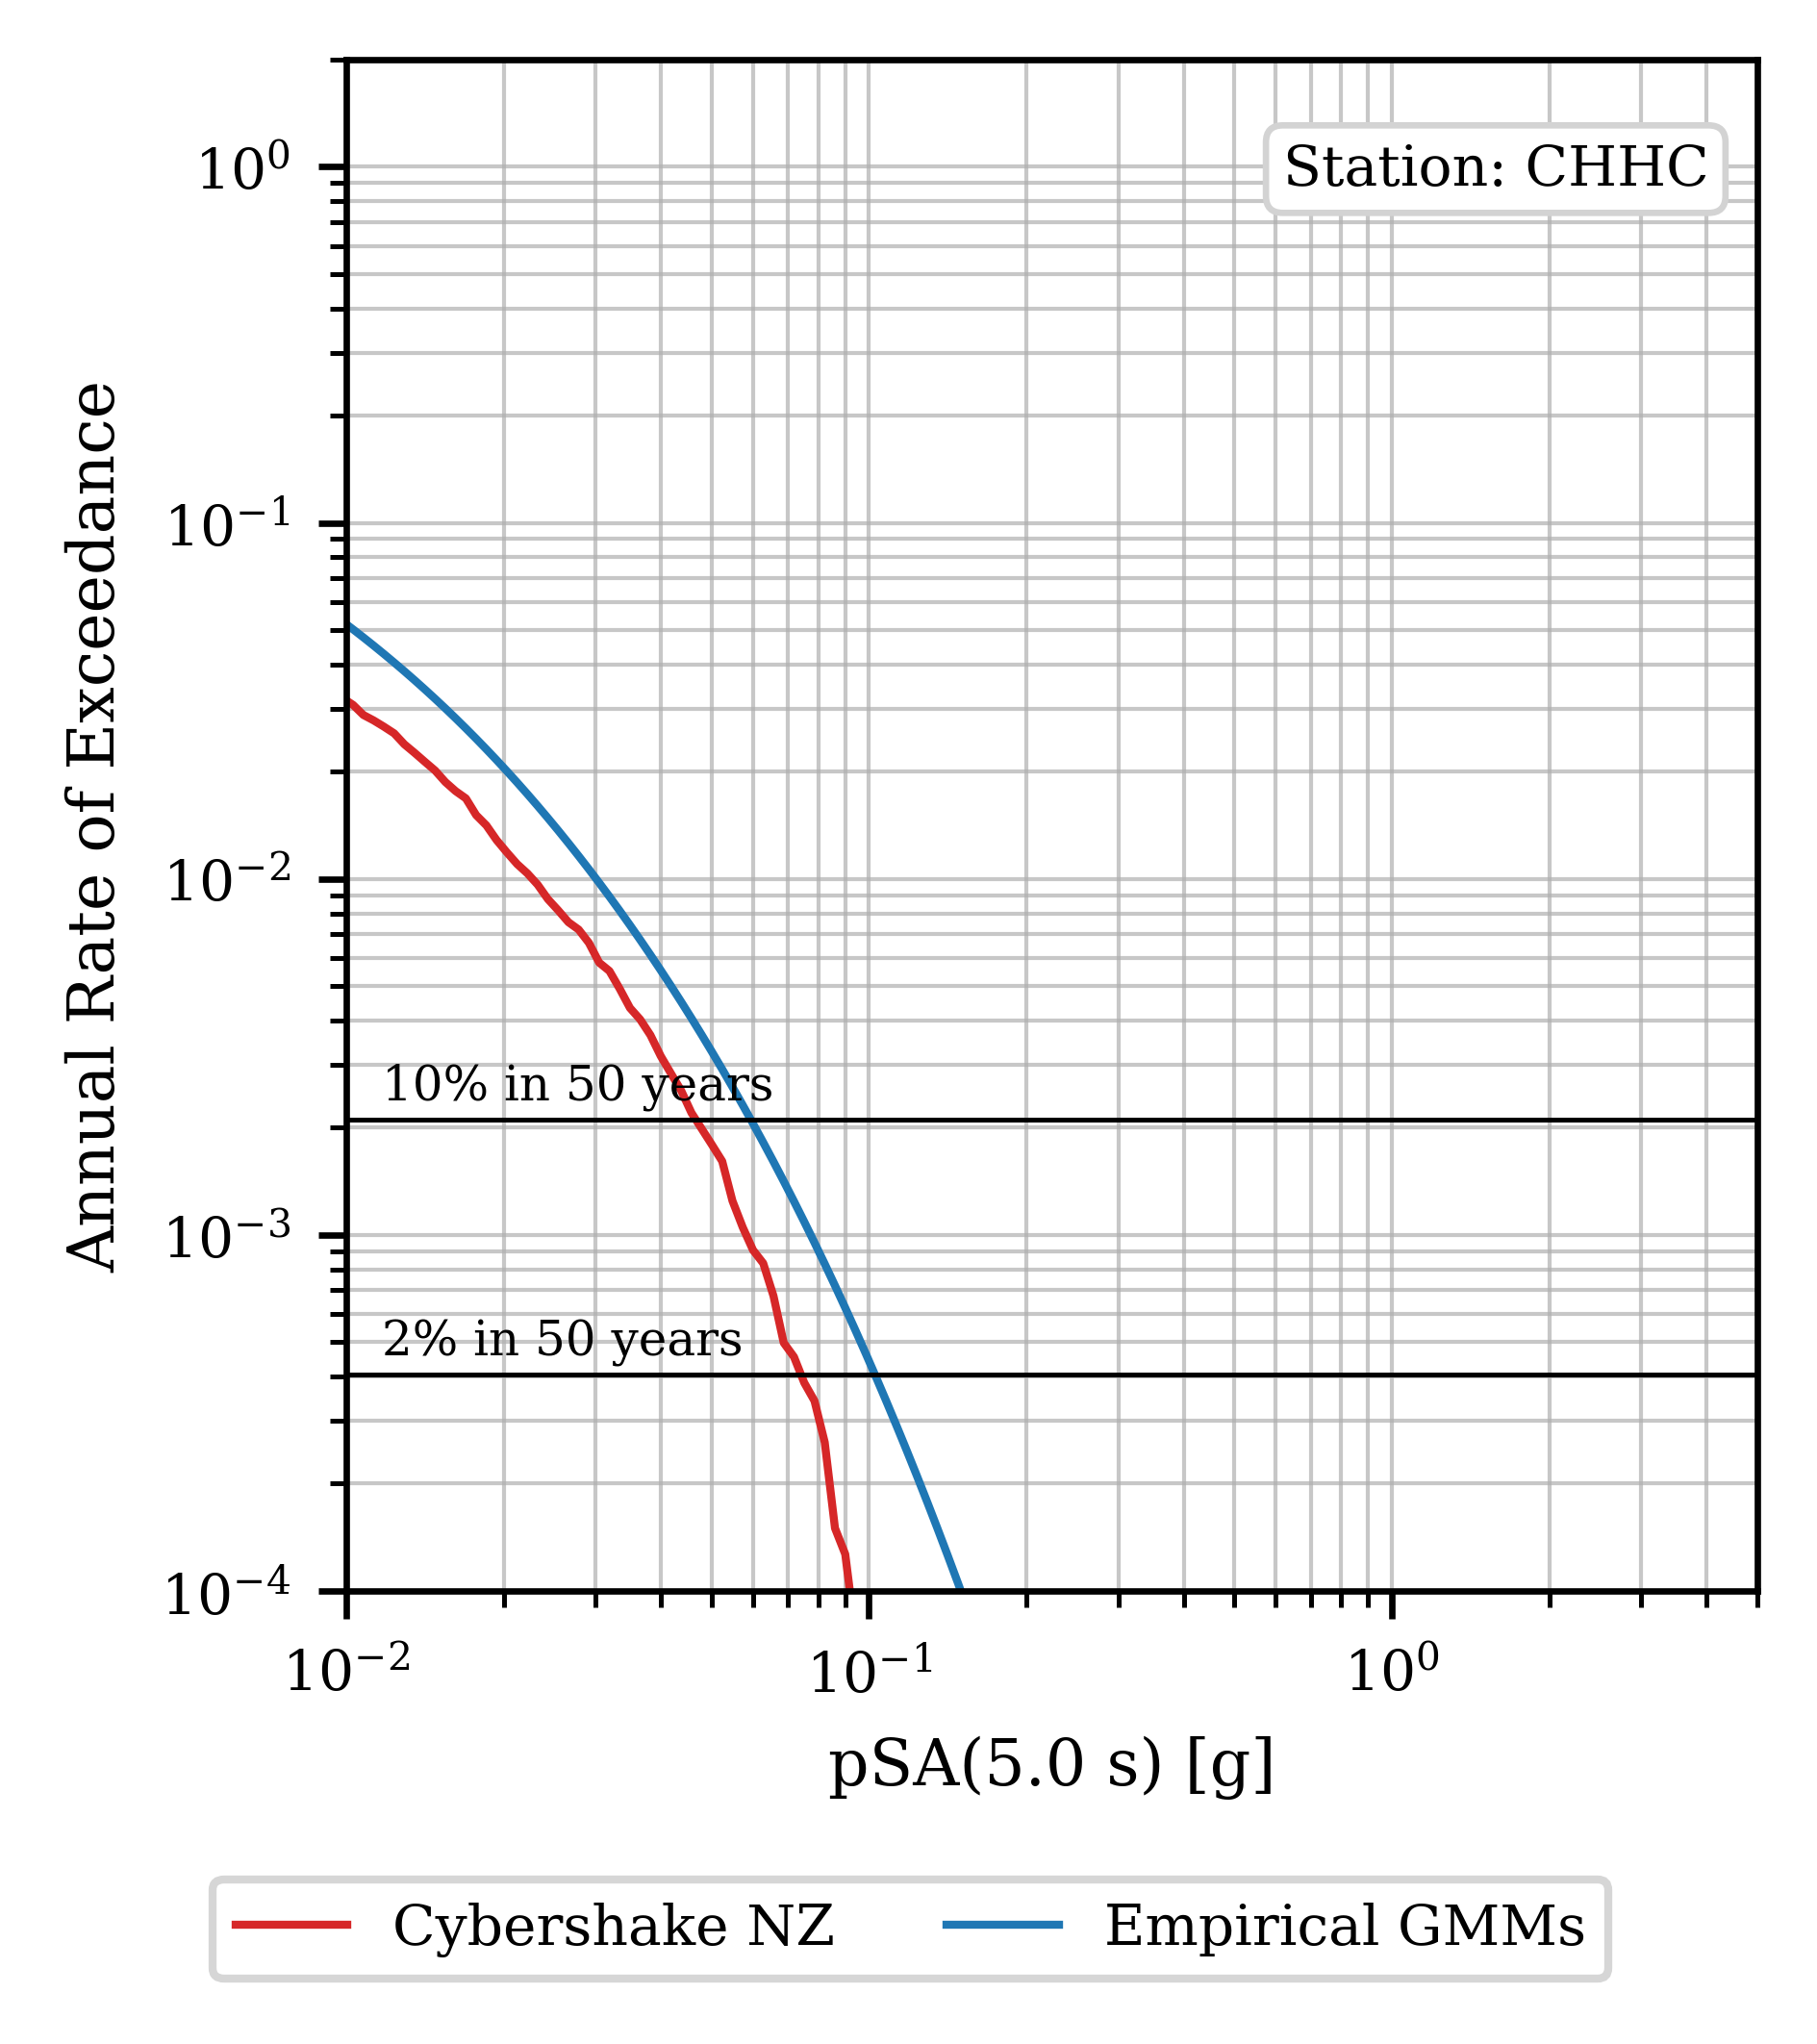 Station: CHHC
Annual Rate of Exceedance
10⁰
10⁻¹
10⁻²
10⁻³
10⁻⁴
10% in 50 years
2% in 50 years
10⁻²
10⁻¹
10⁰
pSA(5.0 s) [g]
Cybershake NZ
Empirical GMMs